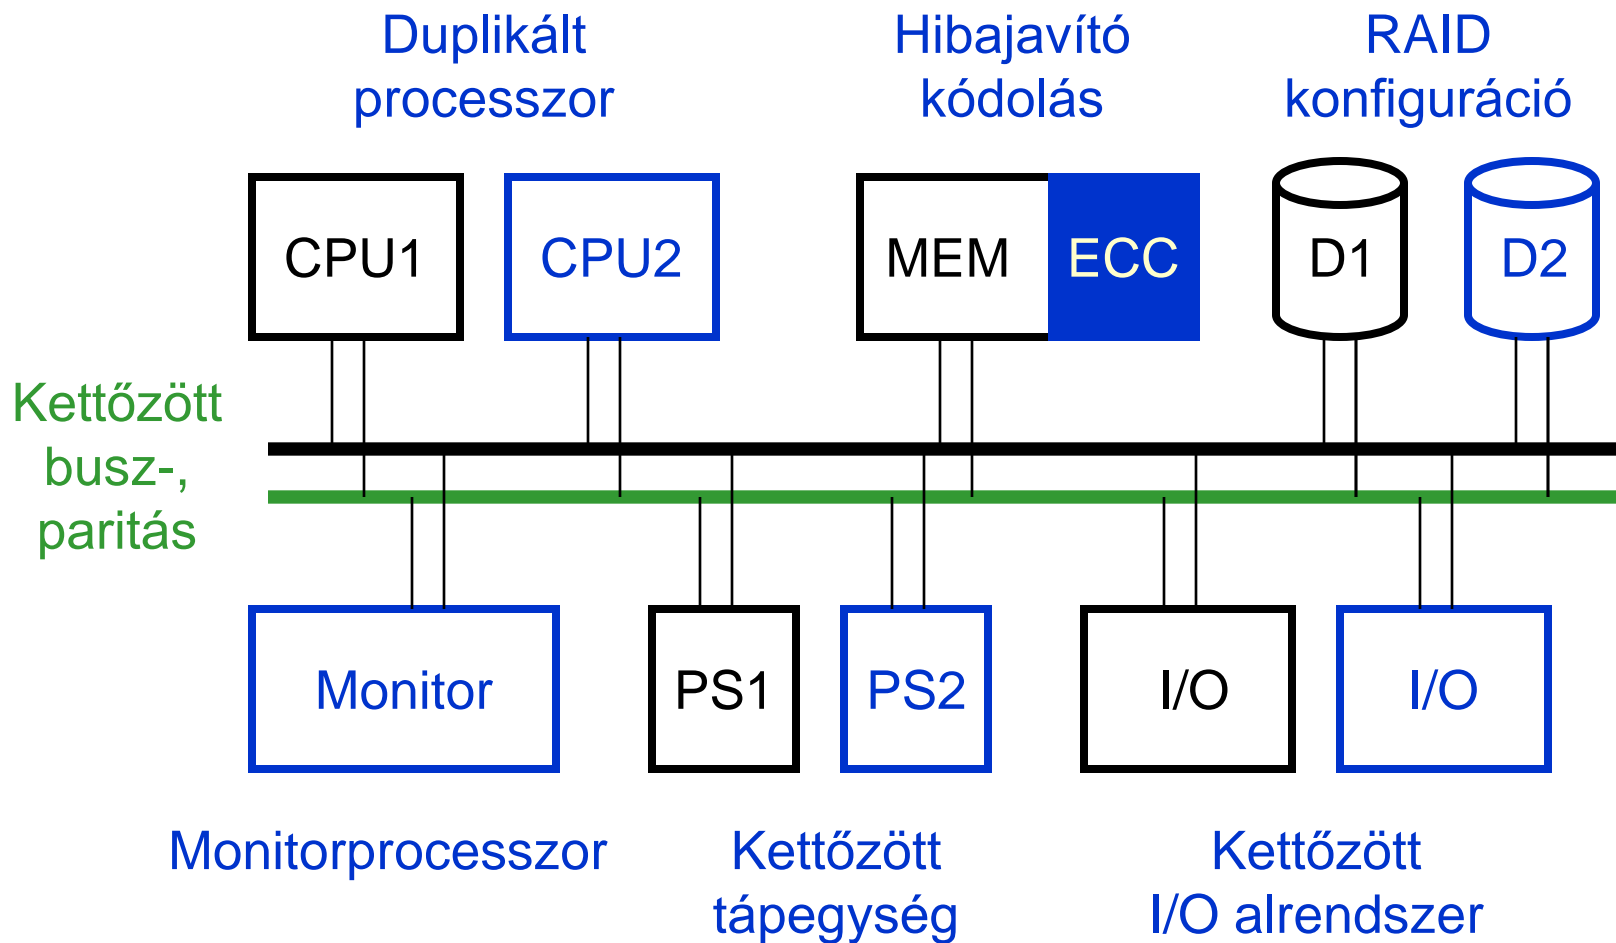 Duplikált
processzor
Hibajavító
kódolás
RAID
konfiguráció
CPU1
CPU2
MEM
ECC
D1
D2
Kettőzött
busz-,
paritás
Monitor
PS1
PS2
I/O
I/O
Monitorprocesszor
Kettőzött
tápegység
Kettőzött
I/O alrendszer